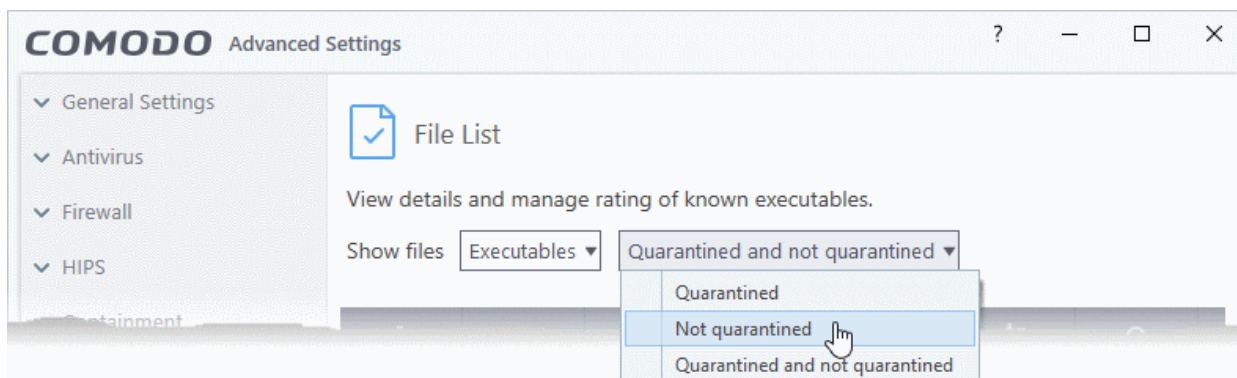 COMODO Advanced Settings ?
General Settings
Antivirus
Firewall
HIPS
Containment
File List
View details and manage rating of known executables.
Show files Executables Quarantined and not quarantined
Quarantined
Not quarantined
Quarantined and not quarantined